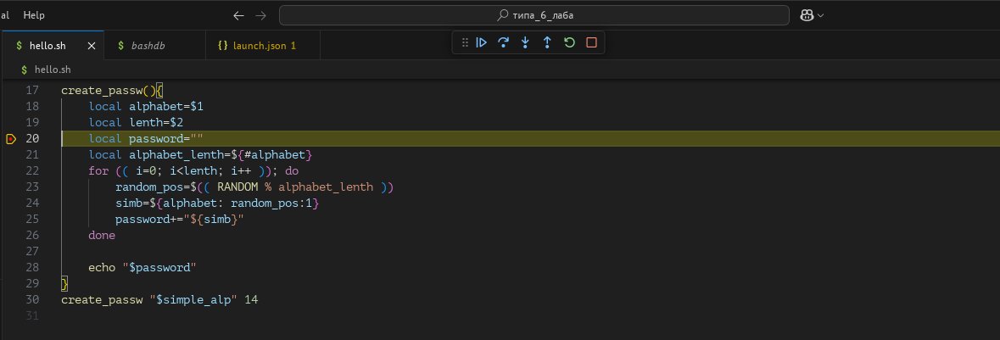 al Help
типа_6_лаба
$ hello.sh
$ bashdb
{} launch.json 1
$ hello.sh
17 create_passw(){
18 local alphabet=$1
19 local lenth=$2
20 local password=""
21 local alphabet_lenth=${#alphabet}
22 for (( i=0; i<lenth; i++ )); do
23 random_pos=$(( RANDOM % alphabet_lenth ))
24 simb=${alphabet: random_pos:1}
25 password+="${simb}"
26 done
27
28 echo "$password"
29 }
30 create_passw "$simple_alp" 14
31